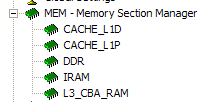 MEM - Memory Section Manager
CACHE_L1D
CACHE_L1P
DDR
IRAM
L3_CBA_RAM